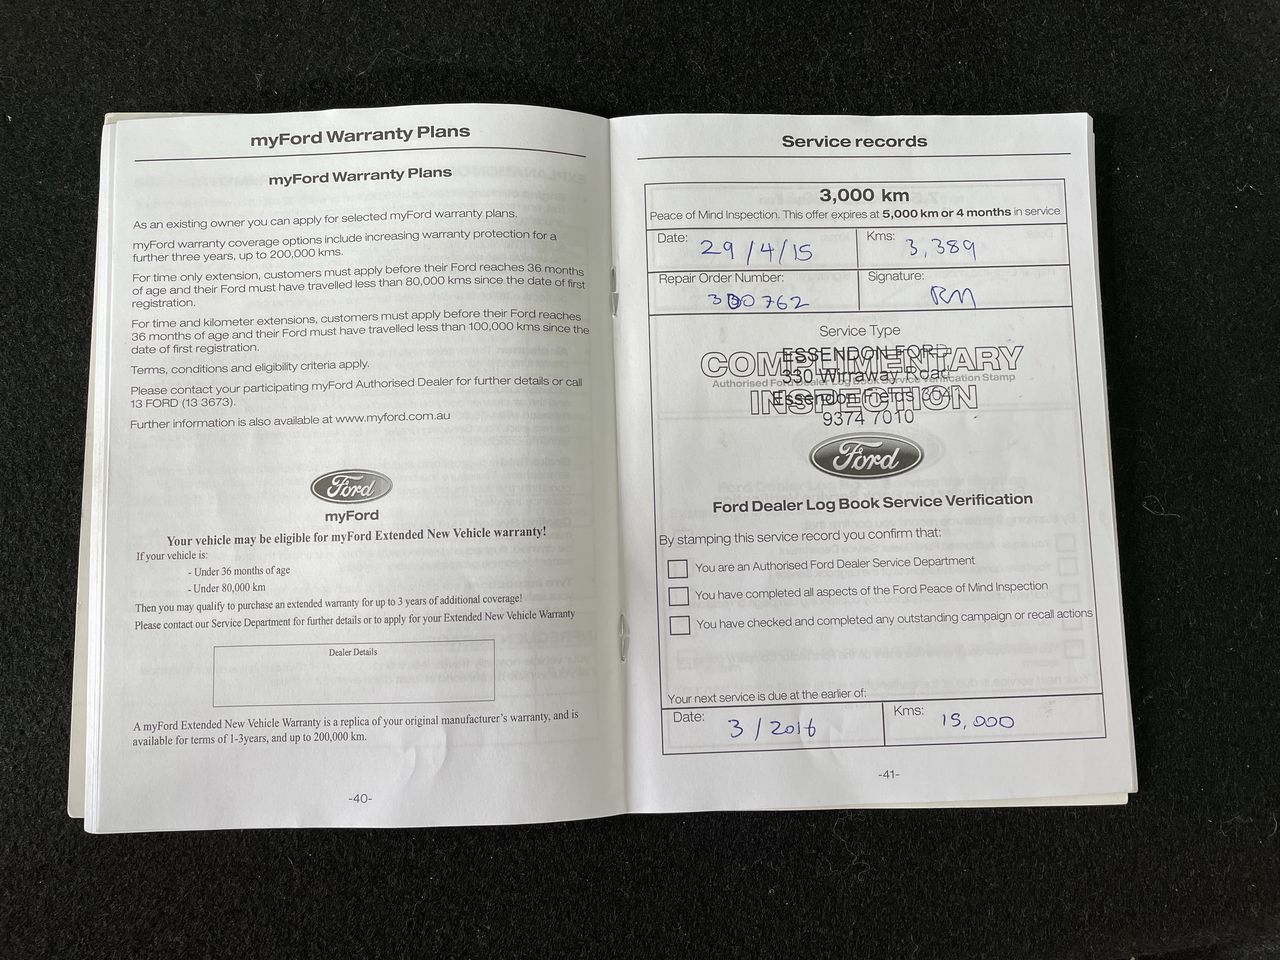 myFord Warranty Plans
myFord Warranty Plans
As an existing owner you can apply for selected myFord warranty plans.
myFord warranty coverage options include increasing warranty protection for a
further three years, up to 200,000 kms.
For time only extension, customers must apply before their Ford reaches 36 months
of age and their Ford must have travelled less than 80,000 kms since the date of first
registration.
For time and kilometer extensions, customers must apply before their Ford reaches
36 months of age and their Ford must have travelled less than 100,000 kms since the
date of first registration.
Terms, conditions and eligibility criteria apply.
Please contact your participating myFord Authorised Dealer for further details or call
13 FORD (13 3673).
Further information is also available at www.myford.com.au
Ford
myFord
Your vehicle may be eligible for myFord Extended New Vehicle warranty!
If your vehicle is:
- Under 36 months of age
- Under 80,000 km
Then you may qualify to purchase an extended warranty for up to 3 years of additional coverage!
Please contact our Service Department for further details or to apply for your Extended New Vehicle Warranty
Dealer Details
A myFord Extended New Vehicle Warranty is a replica of your original manufacturer's warranty, and is
available for terms of 1-3years, and up to 200,000 km.
-40-
Service records
3,000 km
Peace of Mind Inspection. This offer expires at 5,000 km or 4 months in service
Date: 29/4/15 Kms: 3,389
Repair Order Number: 300762 Signature: RM
Service Type
COMPLIMENTARY
INSPECTION
Authorised Ford Dealer Log Book Service Verification Stamp
ESSENDON FORD
330 Wirraway Road
Essendon Fields 304
9374 7010
Ford
Ford Dealer Log Book Service Verification
By stamping this service record you confirm that:
You are an Authorised Ford Dealer Service Department
You have completed all aspects of the Ford Peace of Mind Inspection
You have checked and completed any outstanding campaign or recall actions
Your next service is due at the earlier of:
Date: 3/2016 Kms: 15,000
-41-